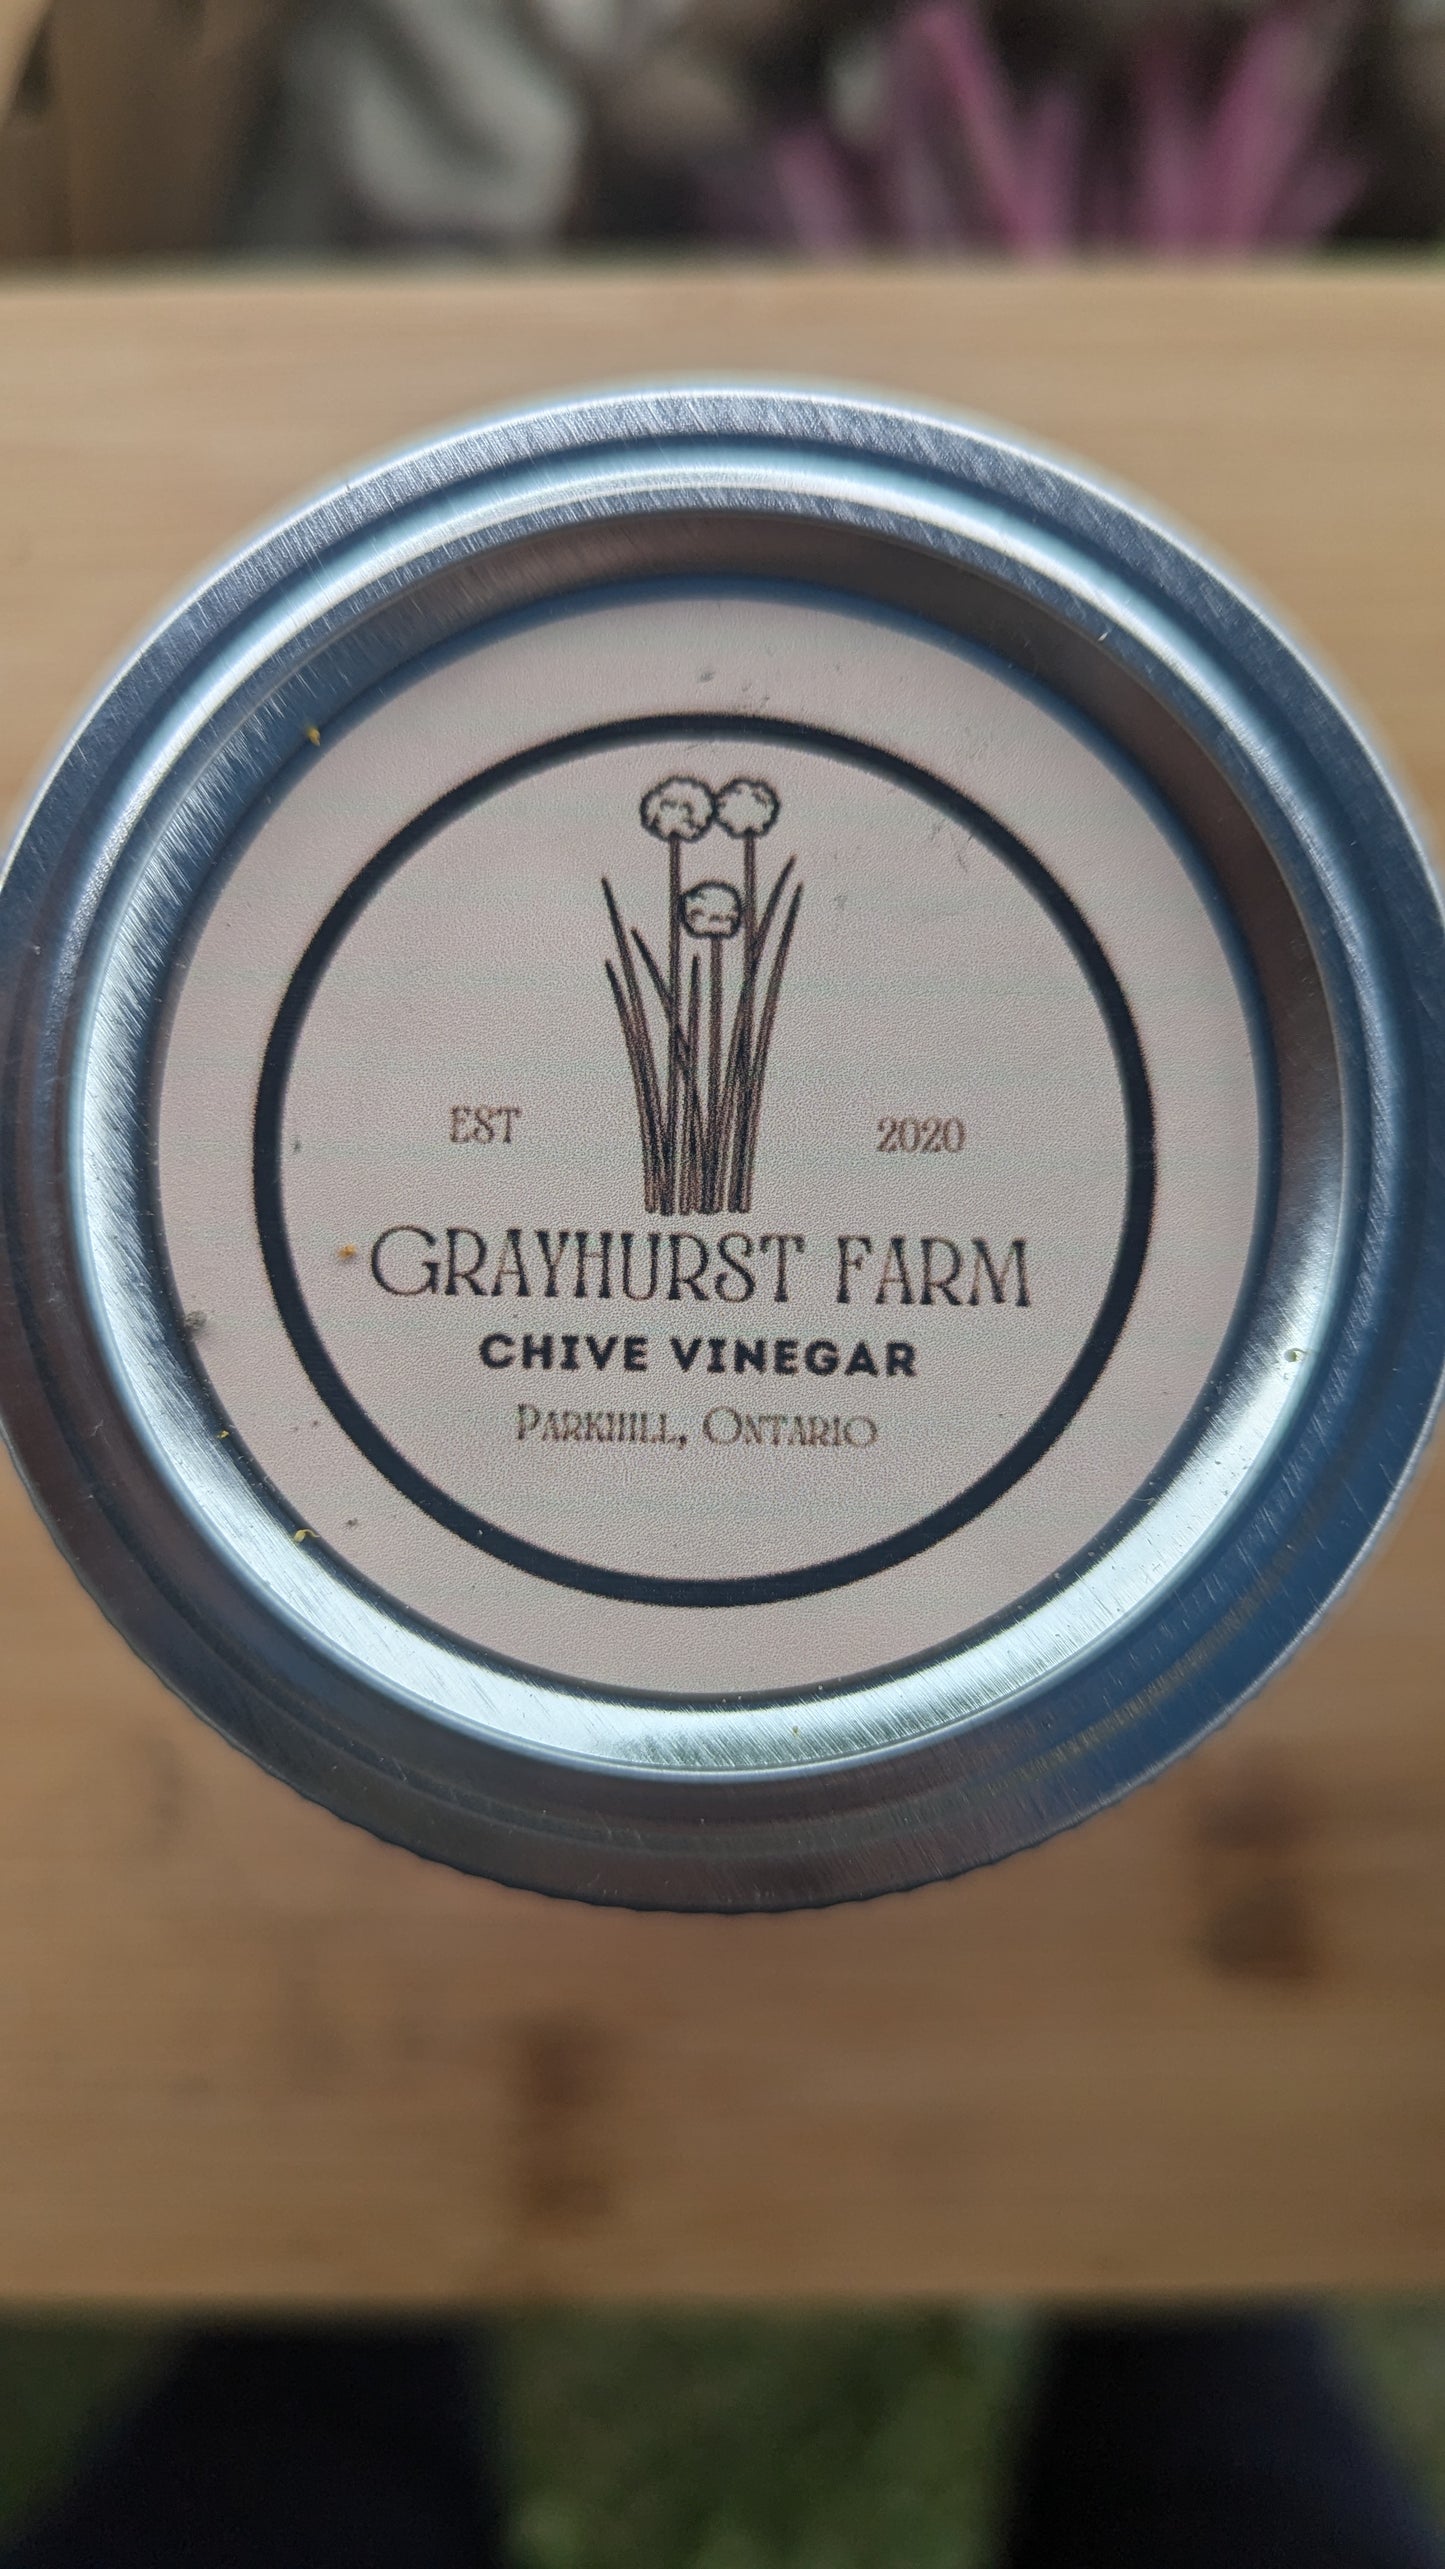 EST 2020
GRAYHURST FARM
CHIVE VINEGAR
PARKHILL, ONTARIO